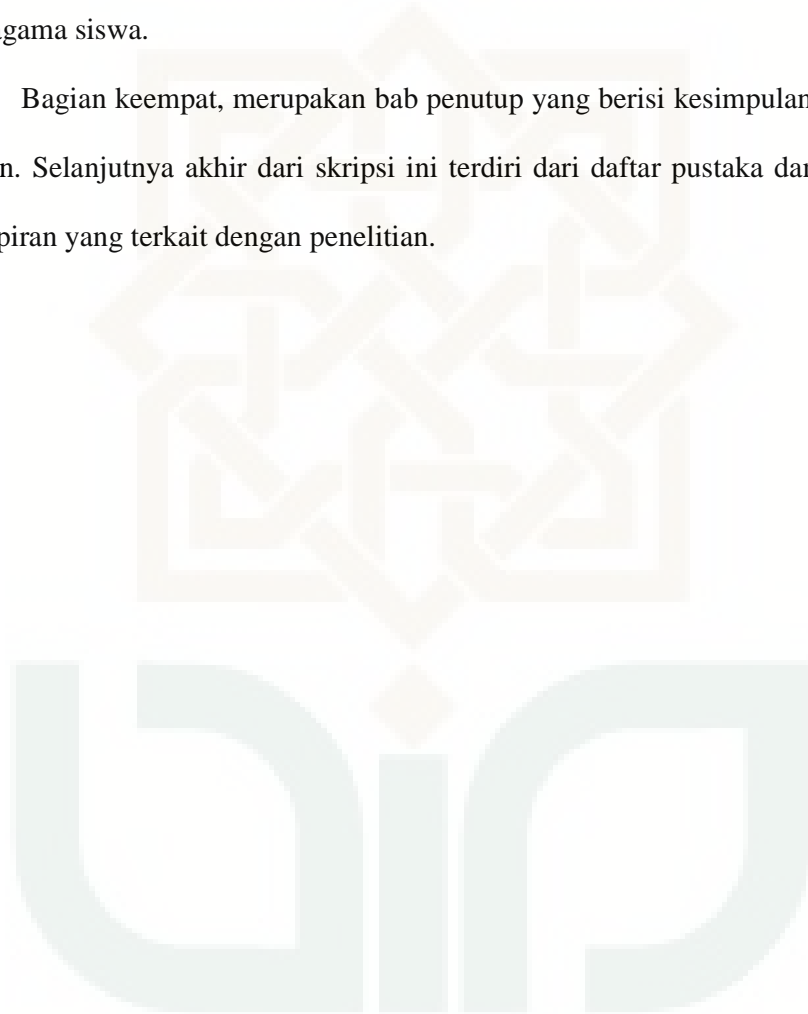 agama siswa.
Bagian keempat, merupakan bab penutup yang berisi kesimpulan
n. Selanjutnya akhir dari skripsi ini terdiri dari daftar pustaka dan
piran yang terkait dengan penelitian.